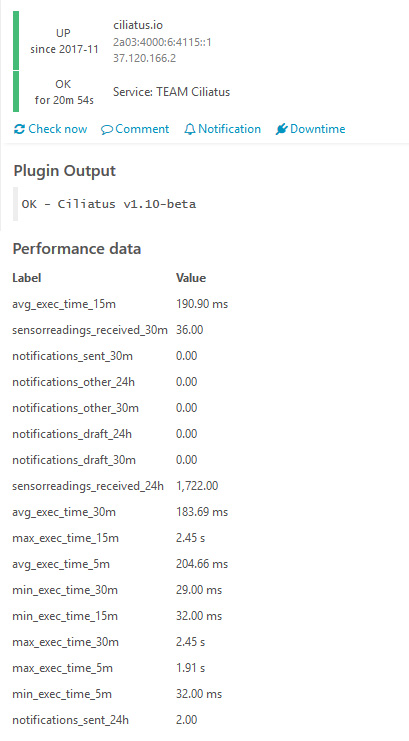 UP
since 2017-11
ciliatus.io
2a03:4000:6:4115::1
37.120.166.2
OK
for 20m 54s
Service: TEAM Ciliatus
Check now Comment Notification Downtime
Plugin Output
OK - Ciliatus v1.10-beta
Performance data
Label Value
avg_exec_time_15m 190.90 ms
sensorreadings_received_30m 36.00
notifications_sent_30m 0.00
notifications_other_24h 0.00
notifications_other_30m 0.00
notifications_draft_24h 0.00
notifications_draft_30m 0.00
sensorreadings_received_24h 1,722.00
avg_exec_time_30m 183.69 ms
max_exec_time_15m 2.45 s
avg_exec_time_5m 204.66 ms
min_exec_time_30m 29.00 ms
min_exec_time_15m 32.00 ms
max_exec_time_30m 2.45 s
max_exec_time_5m 1.91 s
min_exec_time_5m 32.00 ms
notifications_sent_24h 2.00